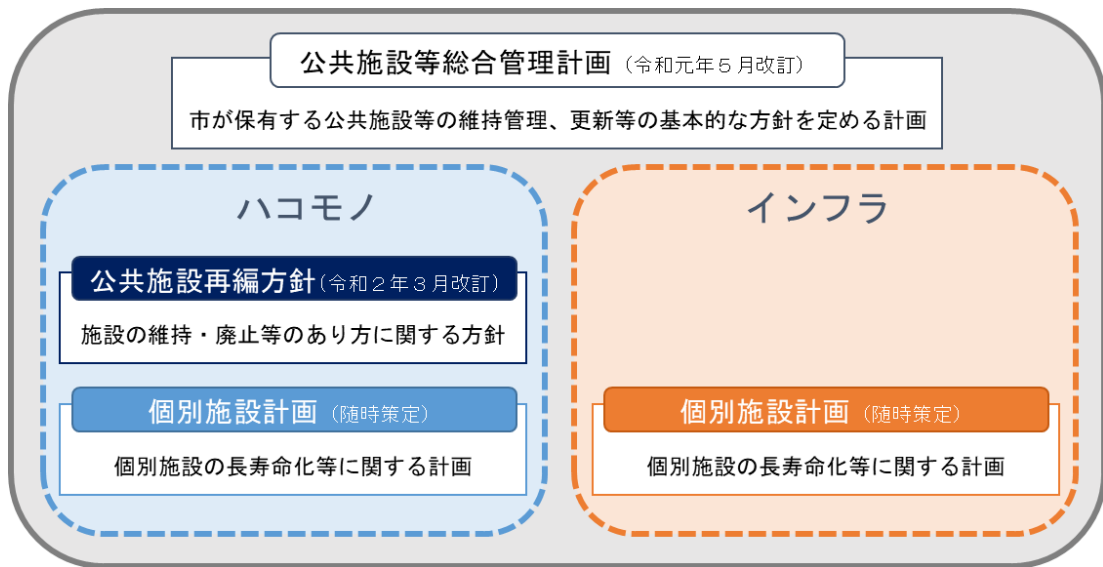 公共施設等総合管理計画（令和元年５月改訂）
市が保有する公共施設等の維持管理、更新等の基本的な方針を定める計画
ハコモノ
公共施設再編方針（令和２年３月改訂）
施設の維持・廃止等のあり方に関する方針
個別施設計画（随時策定）
個別施設の長寿命化等に関する計画
インフラ
個別施設計画（随時策定）
個別施設の長寿命化等に関する計画